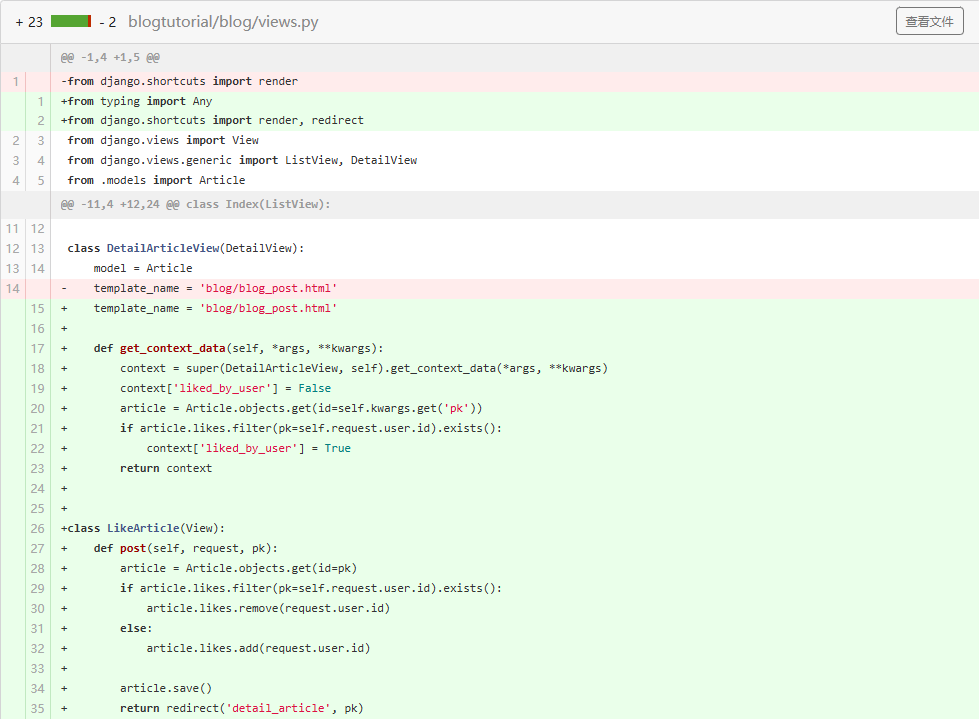 + 23 - 2 blogtutorial/blog/views.py 查看文件
@@ -1,4 +1,5 @@
1 -from django.shortcuts import render
1 +from typing import Any
2 +from django.shortcuts import render, redirect
2 3 from django.views import View
3 4 from django.views.generic import ListView, DetailView
4 5 from .models import Article
@@ -11,4 +12,24 @@ class Index(ListView):
11 12
12 13 class DetailArticleView(DetailView):
13 14 model = Article
14 - template_name = 'blog/blog_post.html'
15 + template_name = 'blog/blog_post.html'
16 +
17 + def get_context_data(self, *args, **kwargs):
18 + context = super(DetailArticleView, self).get_context_data(*args, **kwargs)
19 + context['liked_by_user'] = False
20 + article = Article.objects.get(id=self.kwargs.get('pk'))
21 + if article.likes.filter(pk=self.request.user.id).exists():
22 + context['liked_by_user'] = True
23 + return context
24 +
25 +
26 +class LikeArticle(View):
27 + def post(self, request, pk):
28 + article = Article.objects.get(id=pk)
29 + if article.likes.filter(pk=self.request.user.id).exists():
30 + article.likes.remove(request.user.id)
31 + else:
32 + article.likes.add(request.user.id)
33 +
34 + article.save()
35 + return redirect('detail_article', pk)